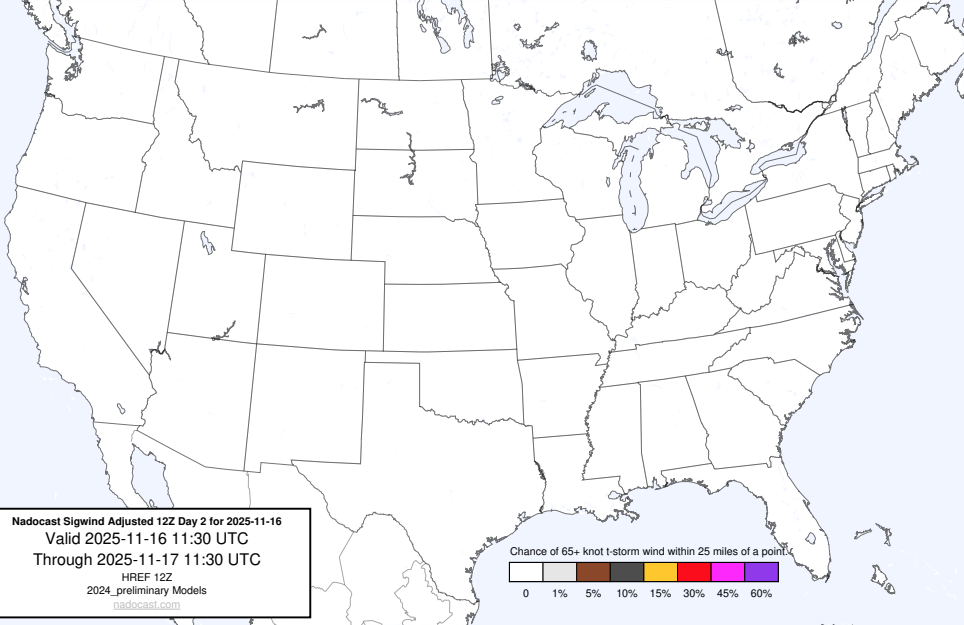 Nadocast Sigwind Adjusted 12Z Day 2 for 2025-11-16
Valid 2025-11-16 11:30 UTC
Through 2025-11-17 11:30 UTC
HREF 12Z
2024_preliminary Models
nadocast.com
Chance of 65+ knot t-storm wind within 25 miles of a point.
0 1% 5% 10% 15% 30% 45% 60%